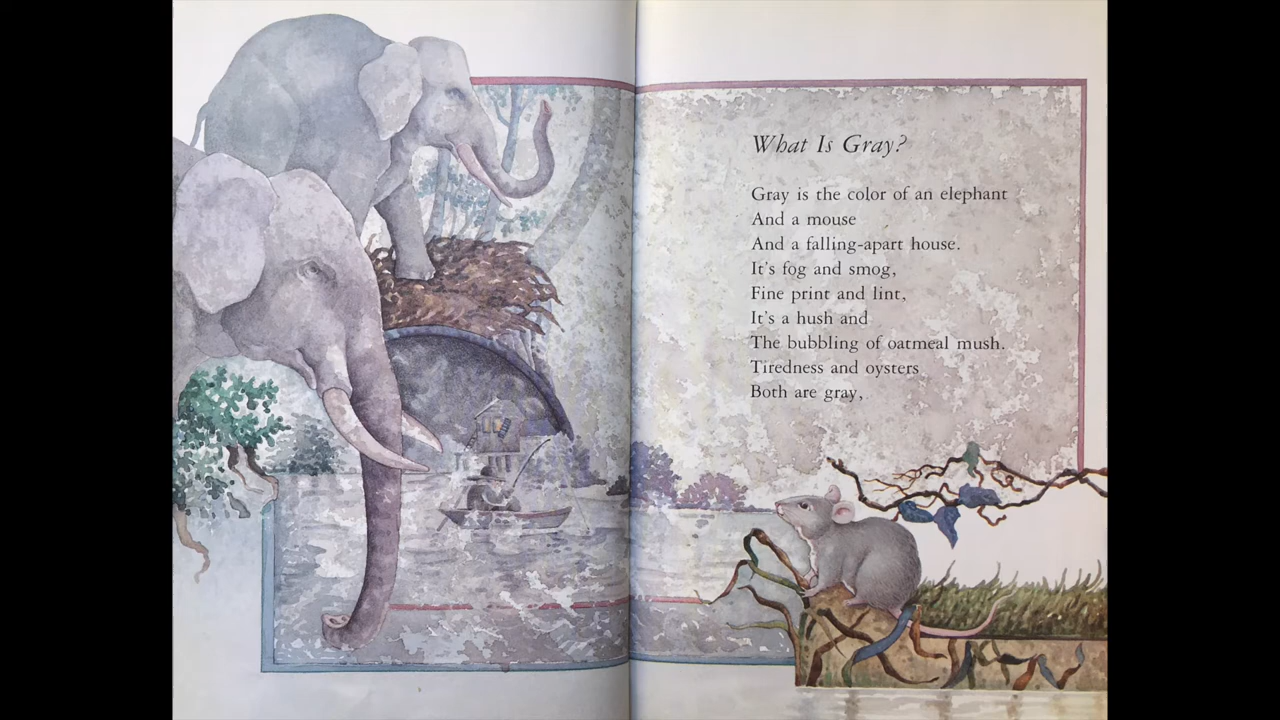 What Is Gray?
Gray is the color of an elephant
And a mouse
And a falling-apart house.
It's fog and smog,
Fine print and lint,
It's a hush and
The bubbling of oatmeal mush.
Tiredness and oysters
Both are gray,